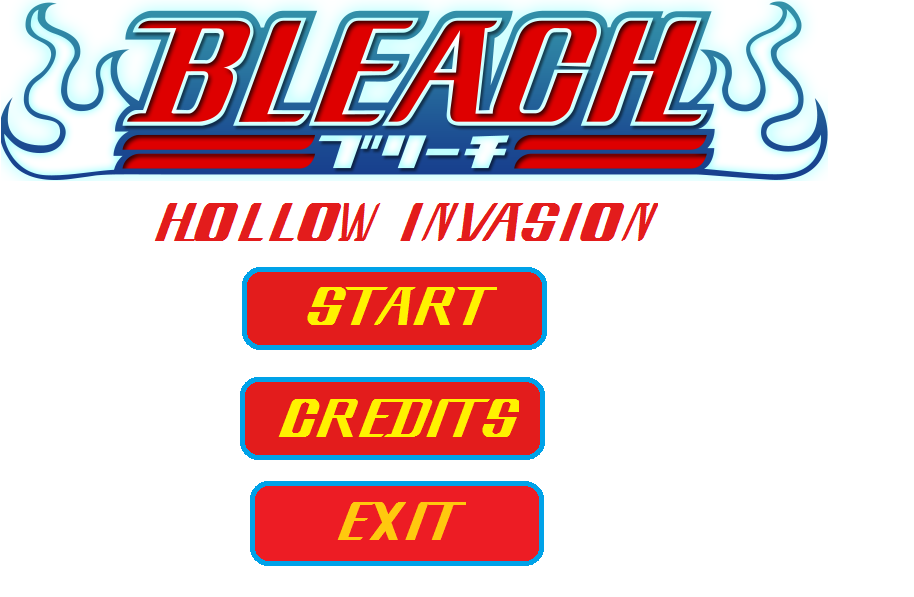 BLEACH
ブリーチ
HOLLOW INVASION
START
CREDITS
EXIT